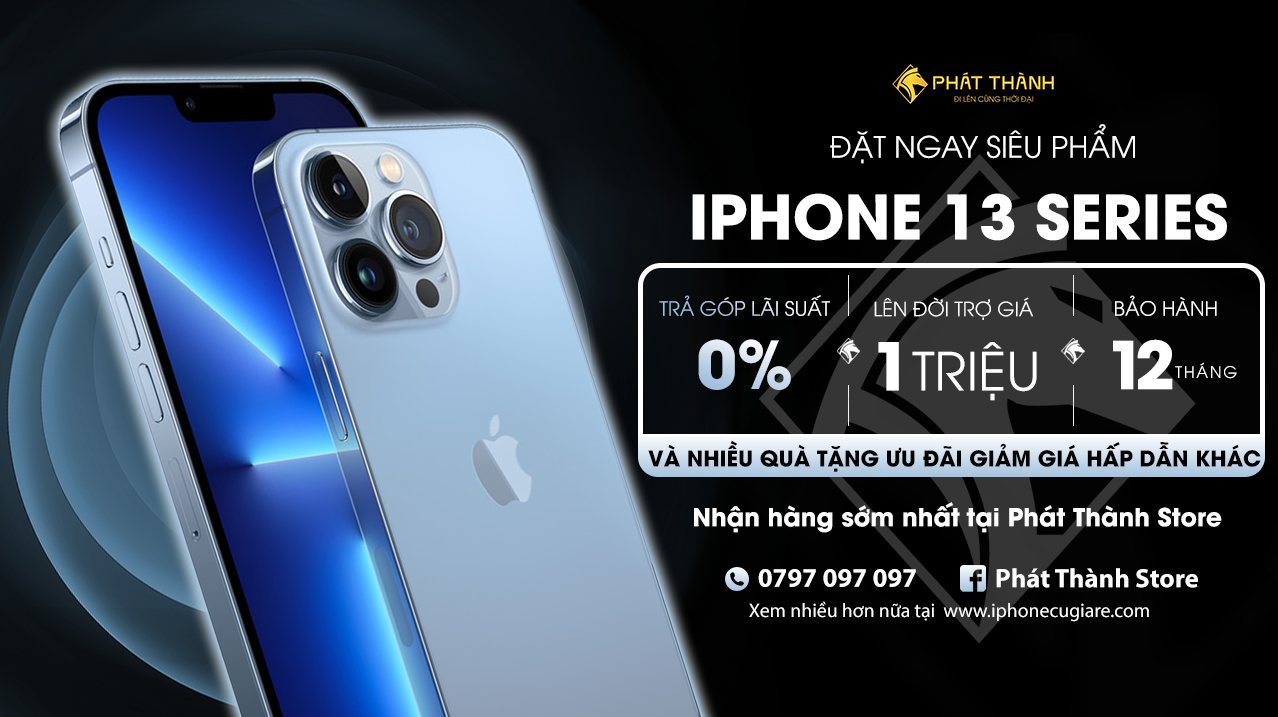 PHÁT THÀNH
ĐI LÊN CÙNG THỜI ĐẠI
ĐẶT NGAY SIÊU PHẨM
IPHONE 13 SERIES
TRẢ GÓP LÃI SUẤT
0%
LÊN ĐỜI TRỢ GIÁ
1 TRIỆU
BẢO HÀNH
12 THÁNG
VÀ NHIỀU QUÀ TẶNG ƯU ĐÃI GIẢM GIÁ HẤP DẪN KHÁC
Nhận hàng sớm nhất tại Phát Thành Store
0797 097 097
Phát Thành Store
Xem nhiều hơn nữa tại www.iphonecugiare.com